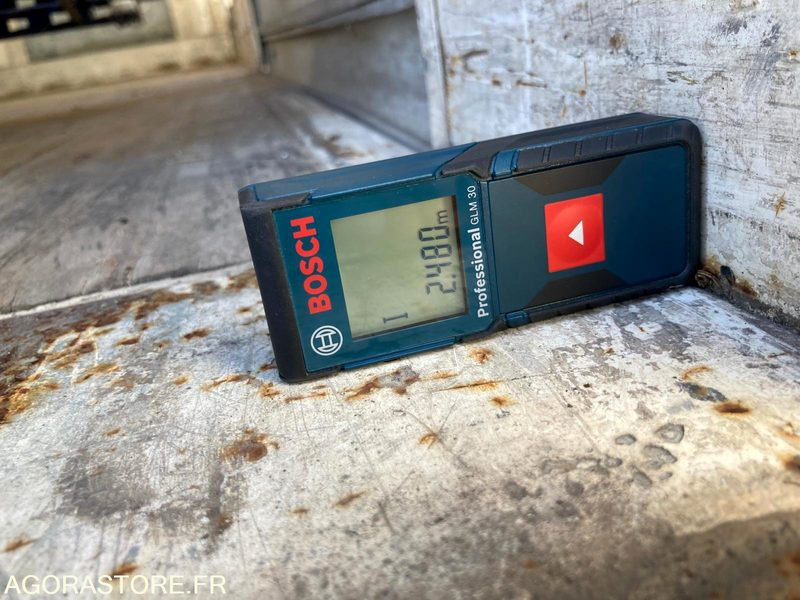 BOSCH
2.480m
Professional GLM 30
AGORASTORE.FR